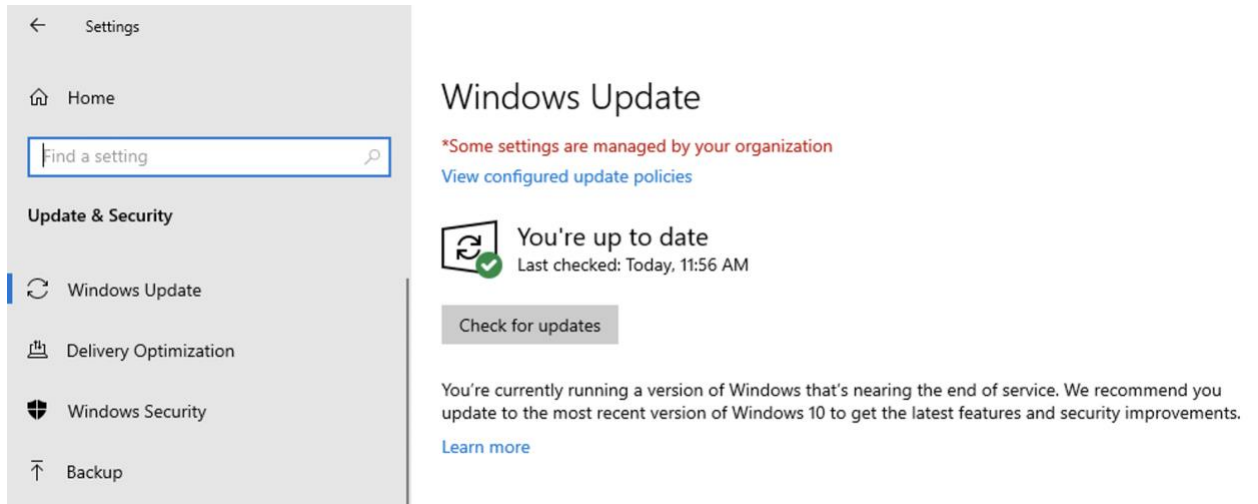 Settings
Home
Find a setting
Update & Security
Windows Update
Delivery Optimization
Windows Security
Backup
Windows Update
*Some settings are managed by your organization
View configured update policies
You're up to date
Last checked: Today, 11:56 AM
Check for updates
You're currently running a version of Windows that's nearing the end of service. We recommend you
update to the most recent version of Windows 10 to get the latest features and security improvements.
Learn more